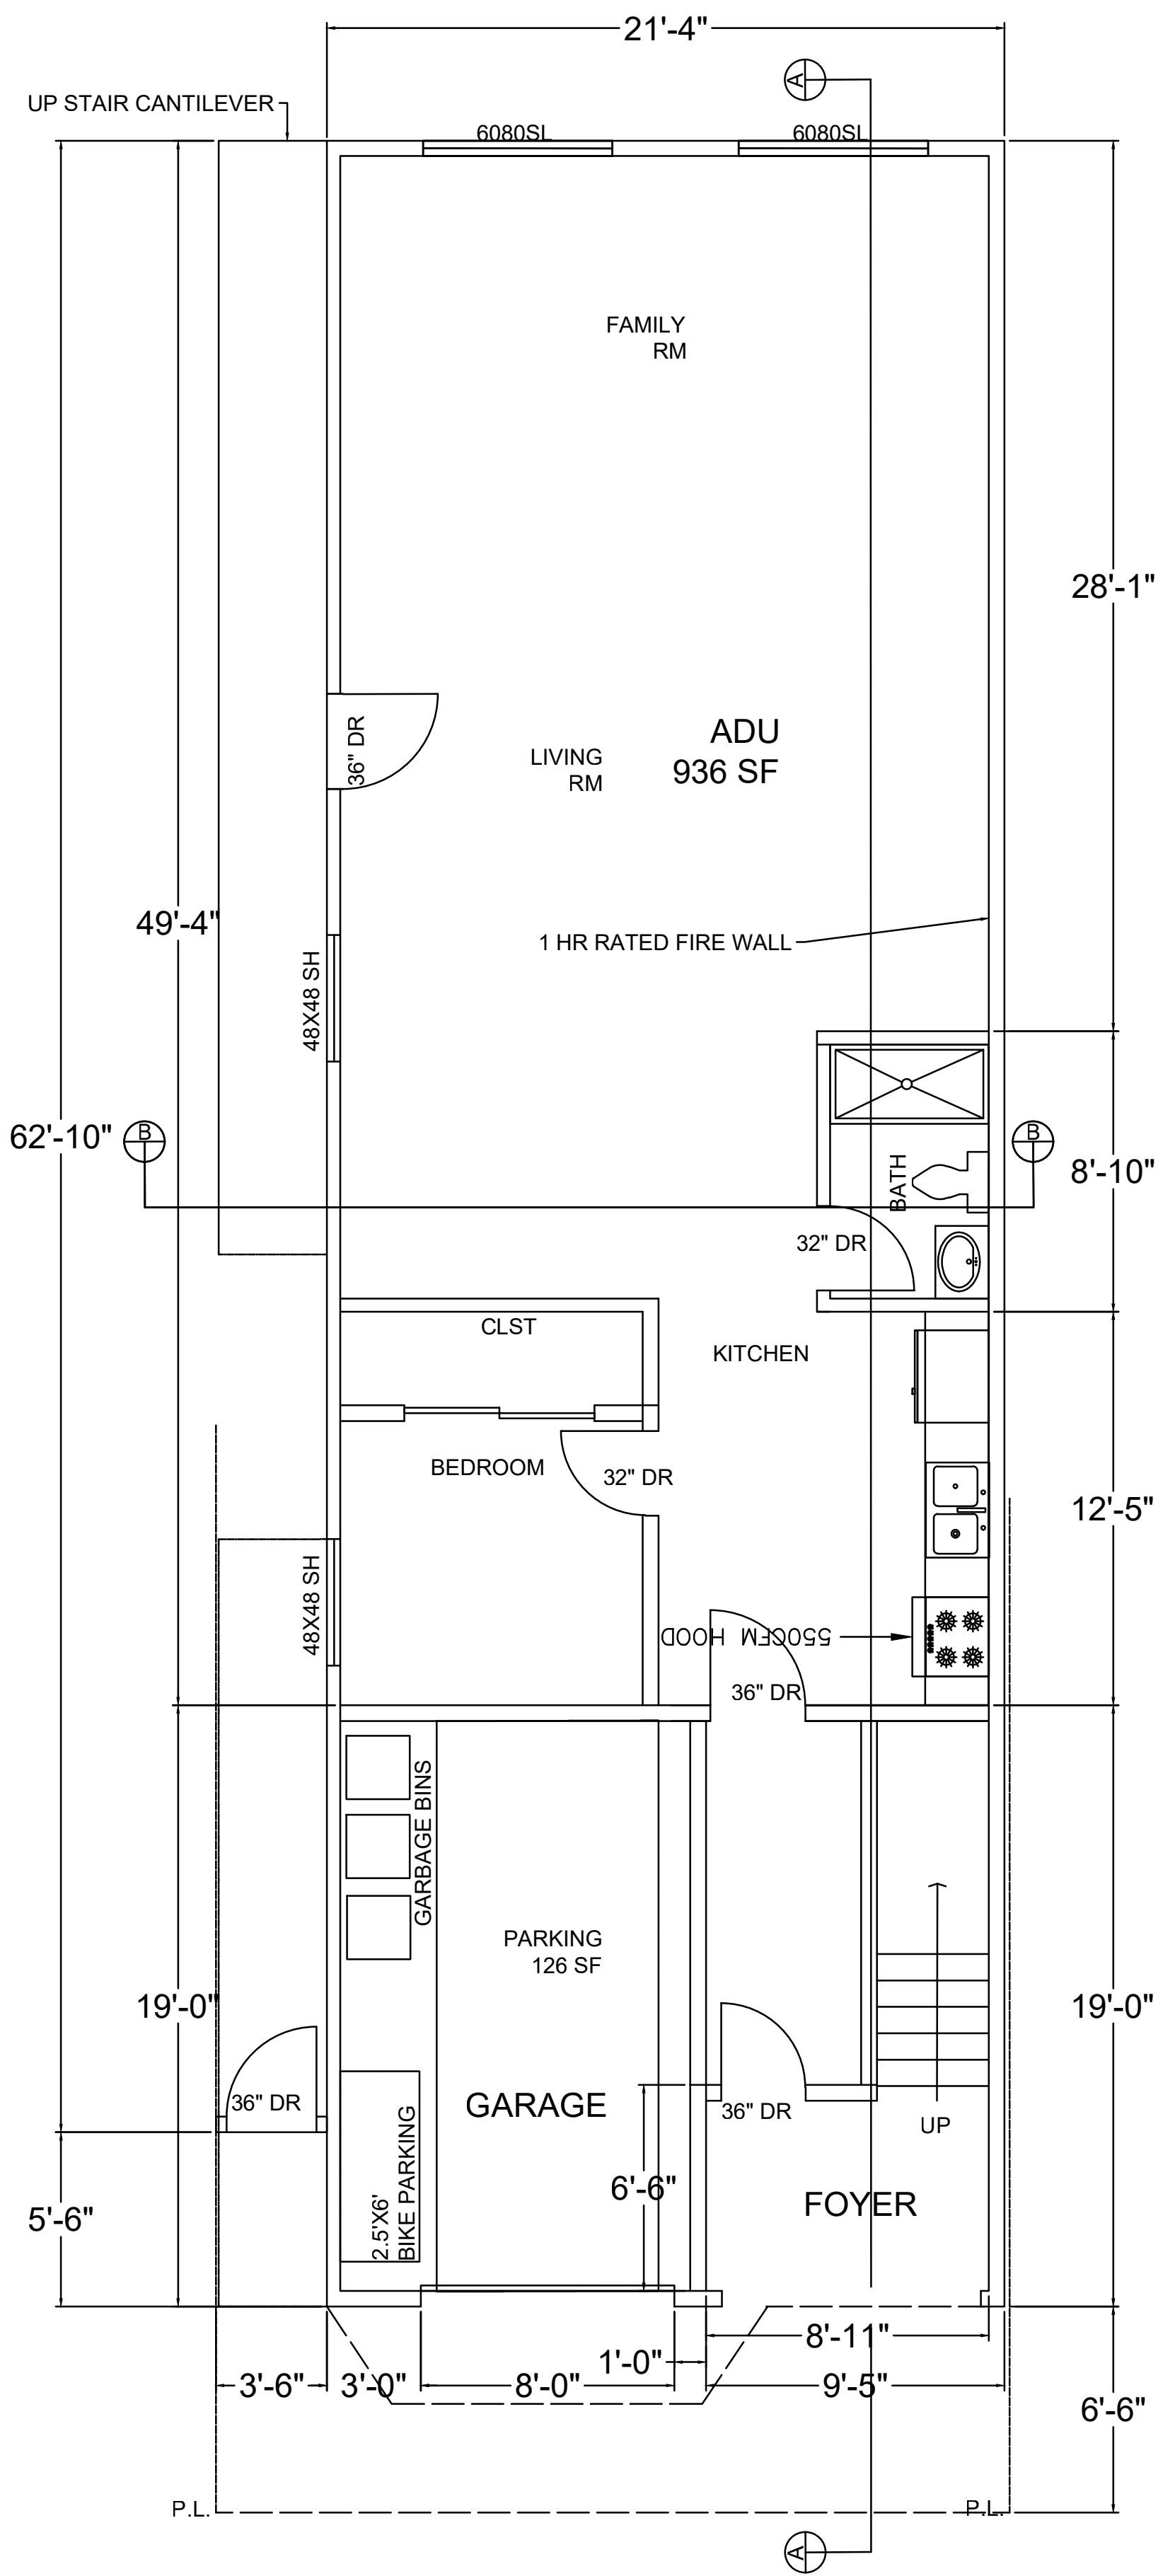 21'-4"
A
UP STAIR CANTILEVER
6080SL
6080SL
FAMILY
RM
28'-1"
36" DR
LIVING
RM
ADU
936 SF
49'-4"
1 HR RATED FIRE WALL
48X48 SH
62'-10"
B
B
BATH
8'-10"
32" DR
CLST
KITCHEN
BEDROOM
32" DR
12'-5"
48X48 SH
550CFM HOOD
36" DR
GARBAGE BINS
PARKING
126 SF
19'-0"
19'-0"
36" DR
GARAGE
36" DR
UP
2.5'X6'
BIKE PARKING
6'-6"
FOYER
5'-6"
8'-11"
1'-0"
3'-6"
3'-0"
8'-0"
9'-5"
6'-6"
P.L.
P.L.
A